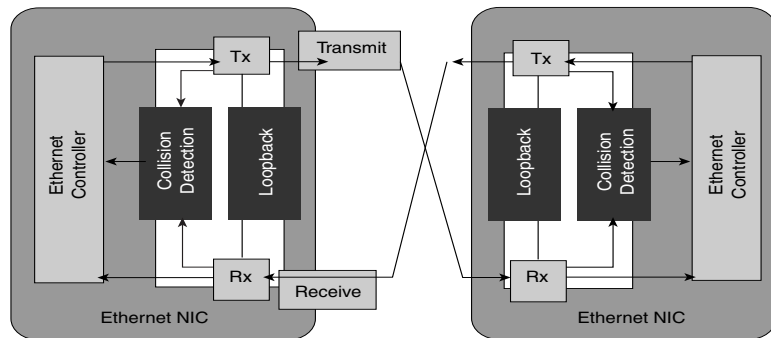 Tx
Transmit
Ethernet
Controller
Collision
Detection
Loopback
Rx
Receive
Ethernet NIC
Tx
Loopback
Collision
Detection
Ethernet
Controller
Rx
Ethernet NIC